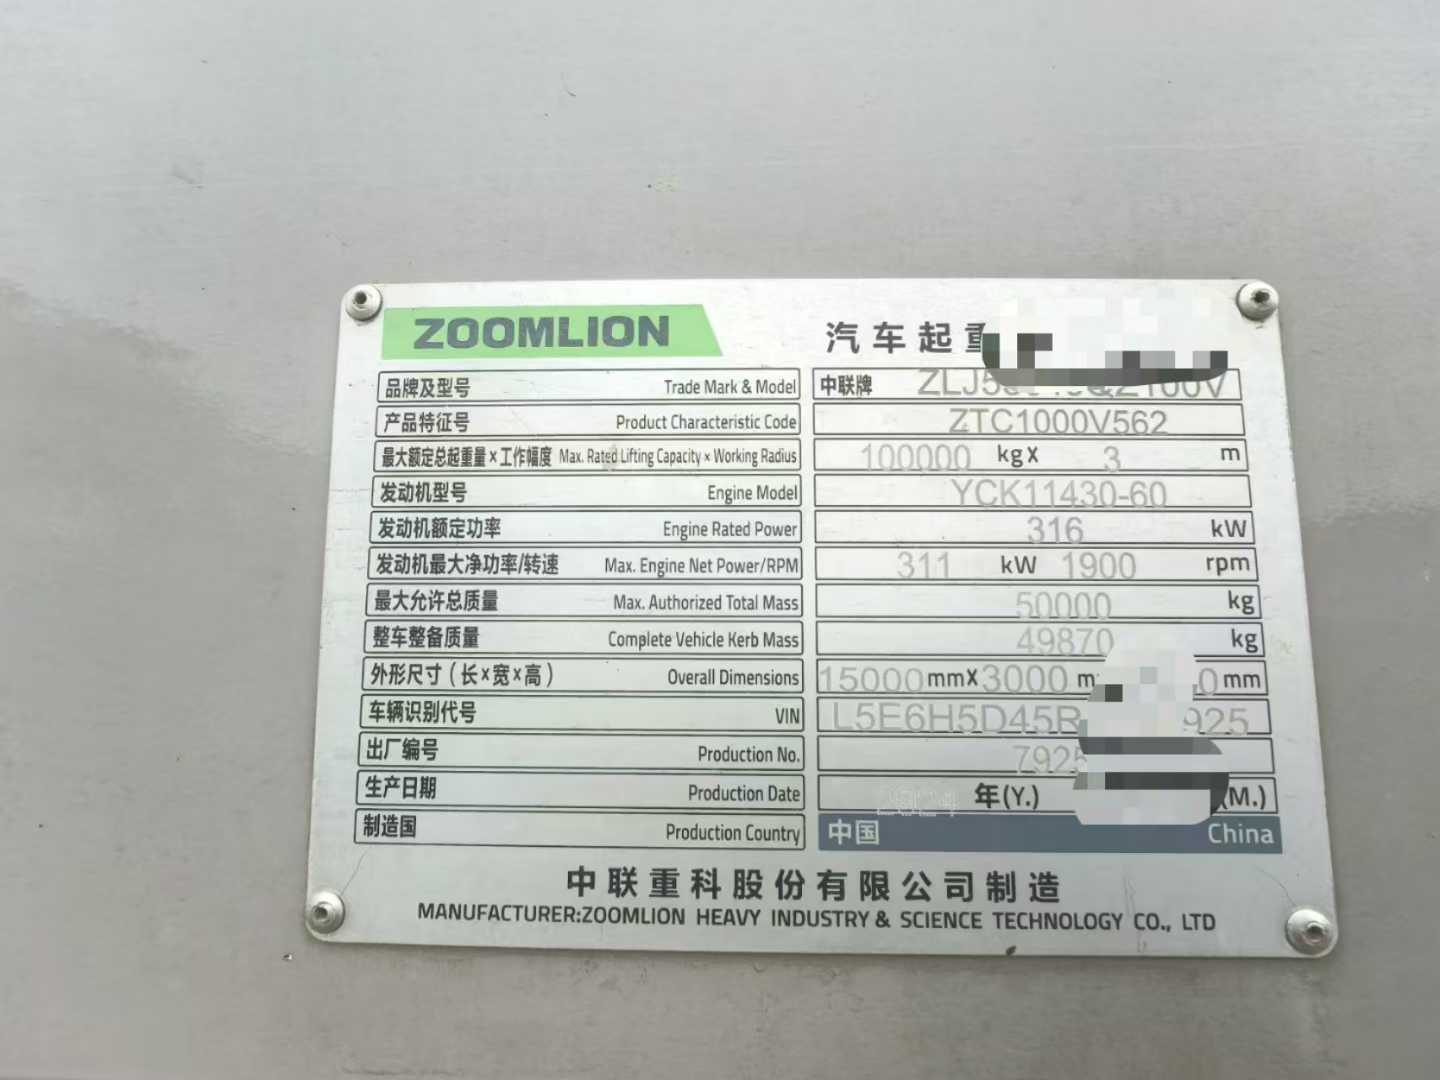 ZOOMLION 汽车起
品牌及型号 Trade Mark & Model 中联牌
产品特征号 Product Characteristic Code ZTC1000V562
最大额定总起重量×工作幅度 Max. Rated Lifting Capacity × Working Radius 100000 kg× 3 m
发动机型号 Engine Model YCK11430-60
发动机额定功率 Engine Rated Power 316 kW
发动机最大净功率/转速 Max. Engine Net Power/RPM 311 kW 1900 rpm
最大允许总质量 Max. Authorized Total Mass 50000 kg
整车整备质量 Complete Vehicle Kerb Mass 49870 kg
外形尺寸(长×宽×高) Overall Dimensions 15000mm×3000 mm
车辆识别代号 VIN
出厂编号 Production No.
生产日期 Production Date 2024 年(Y.) (M.)
制造国 Production Country 中国 China
中联重科股份有限公司制造
MANUFACTURER:ZOOMLION HEAVY INDUSTRY & SCIENCE TECHNOLOGY CO., LTD